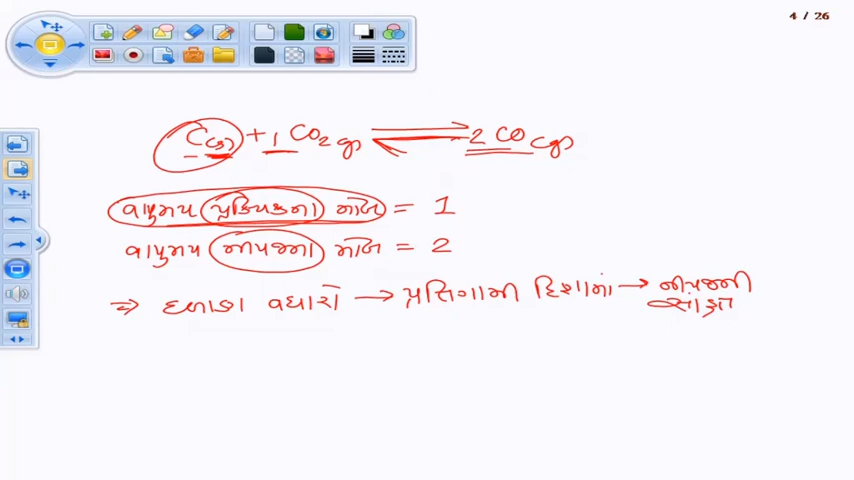 4 / 26
C(s) + 1 CO2(g) ⇌ 2 CO(g)
વાયુમય પ્રક્રિયકના મોલ = 1
વાયુમય નીપજના મોલ = 2
⇒ દબાણ વધારો → પ્રતિગામી દિશામાં → નીપજની
સાંદ્રતા